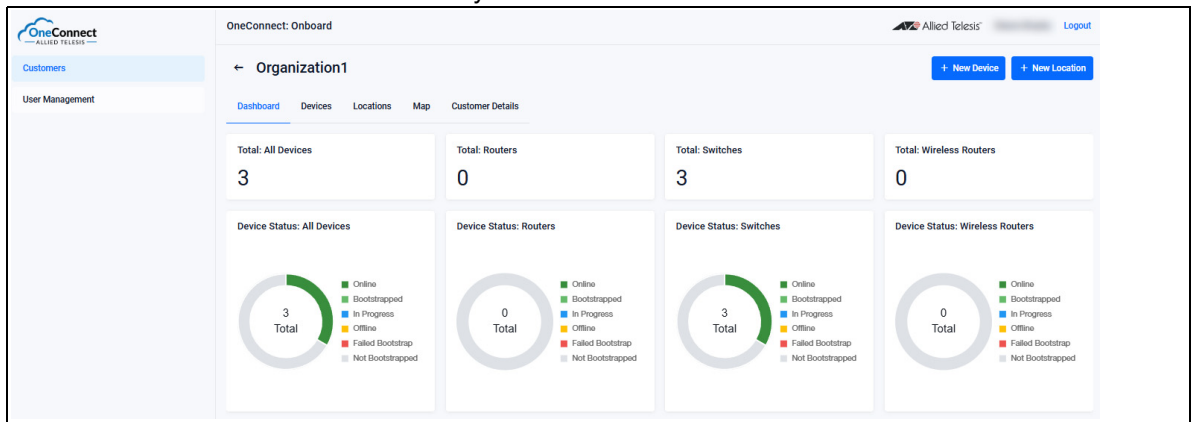 OneConnect
ALLIED TELESIS
OneConnect: Onboard
Allied Telesis
Logout
Customers
User Management
← Organization1
+ New Device
+ New Location
Dashboard Devices Locations Map Customer Details
Total: All Devices
3
Total: Routers
0
Total: Switches
3
Total: Wireless Routers
0
Device Status: All Devices
3
Total
Online
Bootstrapped
In Progress
Offline
Failed Bootstrap
Not Bootstrapped
Device Status: Routers
0
Total
Online
Bootstrapped
In Progress
Offline
Failed Bootstrap
Not Bootstrapped
Device Status: Switches
3
Total
Online
Bootstrapped
In Progress
Offline
Failed Bootstrap
Not Bootstrapped
Device Status: Wireless Routers
0
Total
Online
Bootstrapped
In Progress
Offline
Failed Bootstrap
Not Bootstrapped